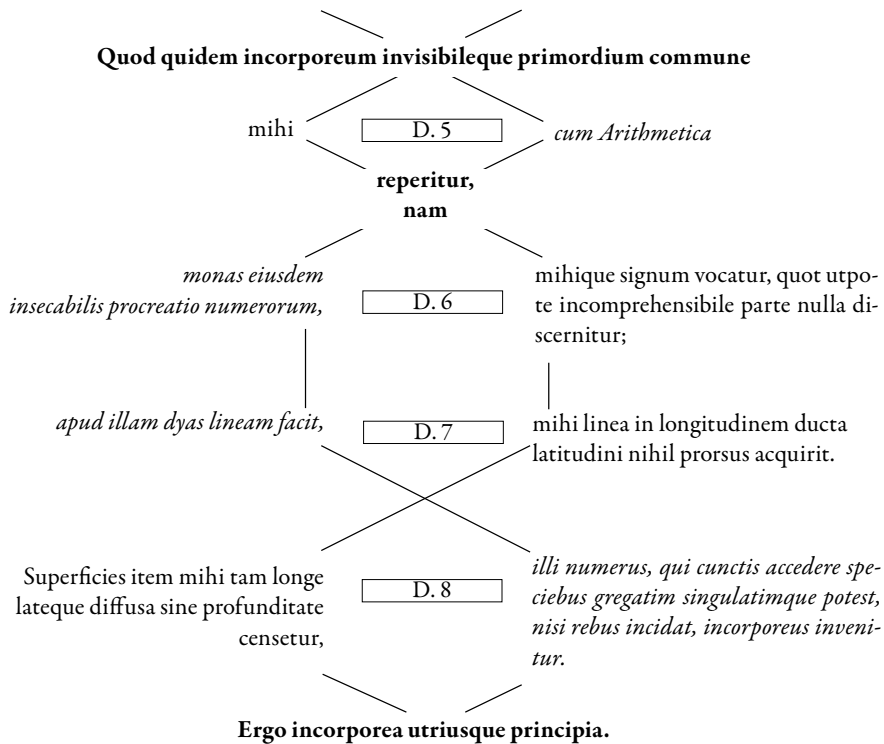 Quod quidem incorporeum invisibileque primordium commune
mihi
D. 5
cum Arithmetica
reperitur,
nam
monas eiusdem
insecabilis procreatio numerorum,
D. 6
mihique signum vocatur, quot utpo-
te incomprehensibile parte nulla di-
scernitur;
apud illam dyas lineam facit,
D. 7
mihi linea in longitudinem ducta
latitudini nihil prorsus acquirit.
Superficies item mihi tam longe
lateque diffusa sine profunditate
censetur,
D. 8
illi numerus, qui cunctis accedere spe-
ciebus gregatim singulatimque potest,
nisi rebus incidat, incorporeus inveni-
tur.
Ergo incorporea utriusque principia.